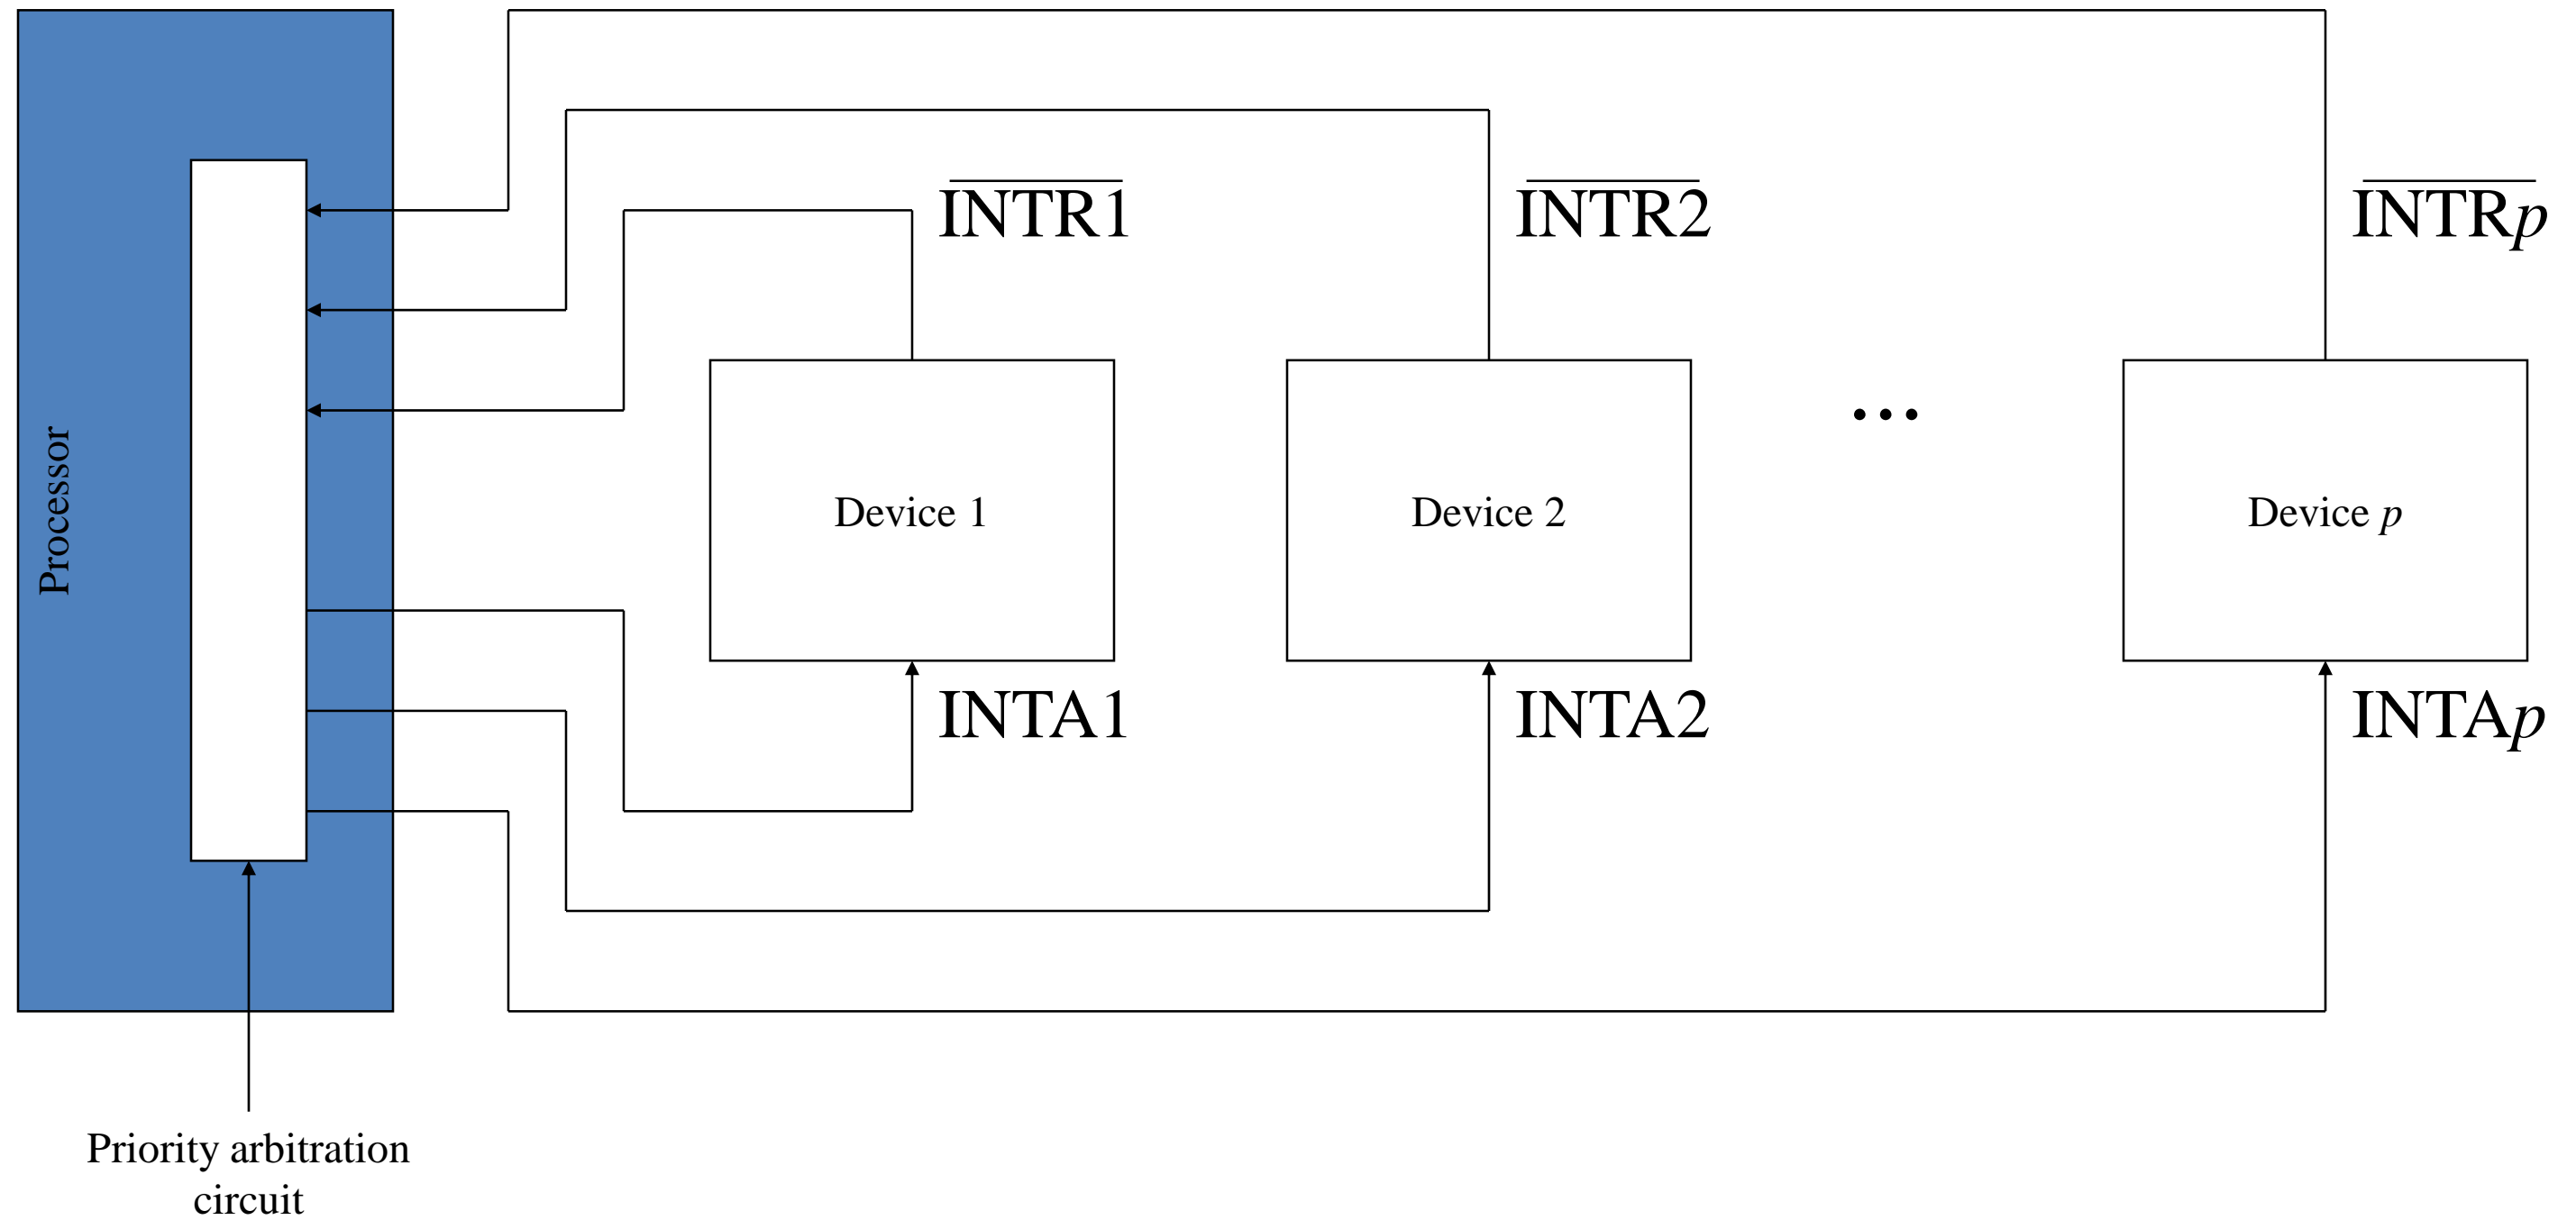 INTR1
INTR2
INTRp
Processor
Device 1
Device 2
...
Device p
INTA1
INTA2
INTAp
Priority arbitration
circuit